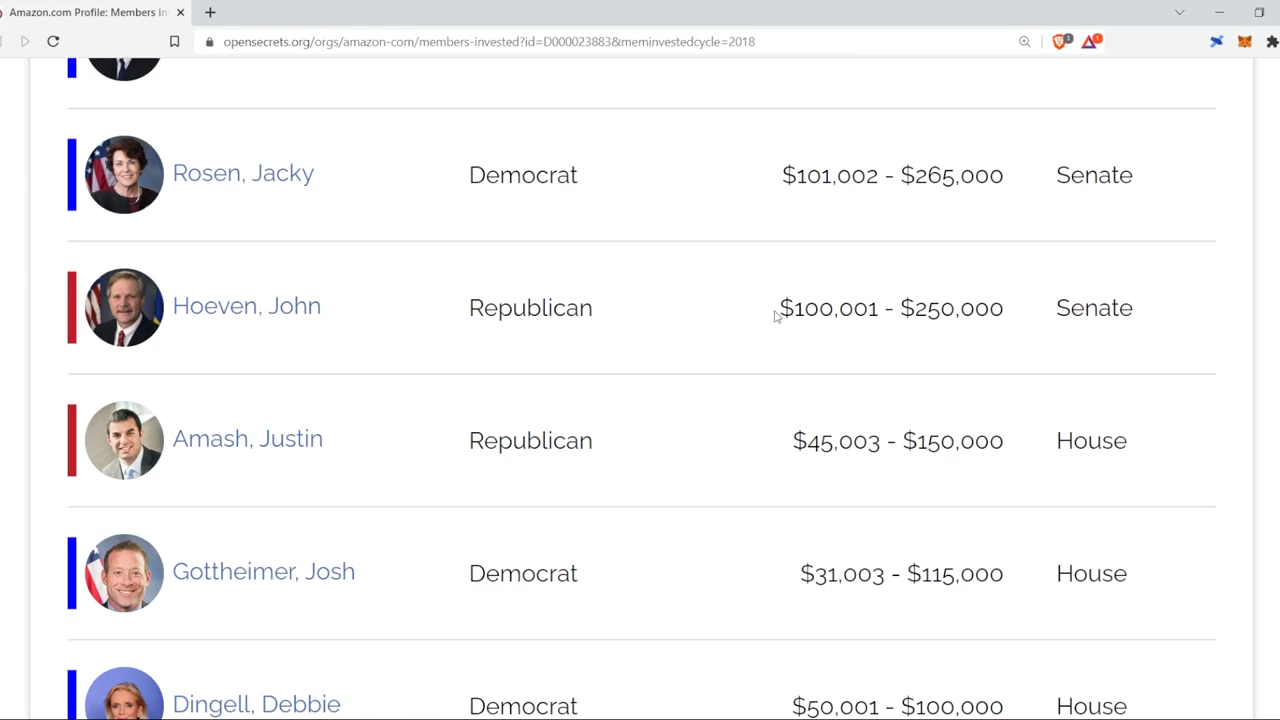 Amazon.com Profile: Members In
opensecrets.org/orgs/amazon-com/members-invested?id=D000023883&meminvestedcycle=2018
Rosen, Jacky Democrat $101,002 - $265,000 Senate
Hoeven, John Republican $100,001 - $250,000 Senate
Amash, Justin Republican $45,003 - $150,000 House
Gottheimer, Josh Democrat $31,003 - $115,000 House
Dingell, Debbie Democrat $50,001 - $100,000 House